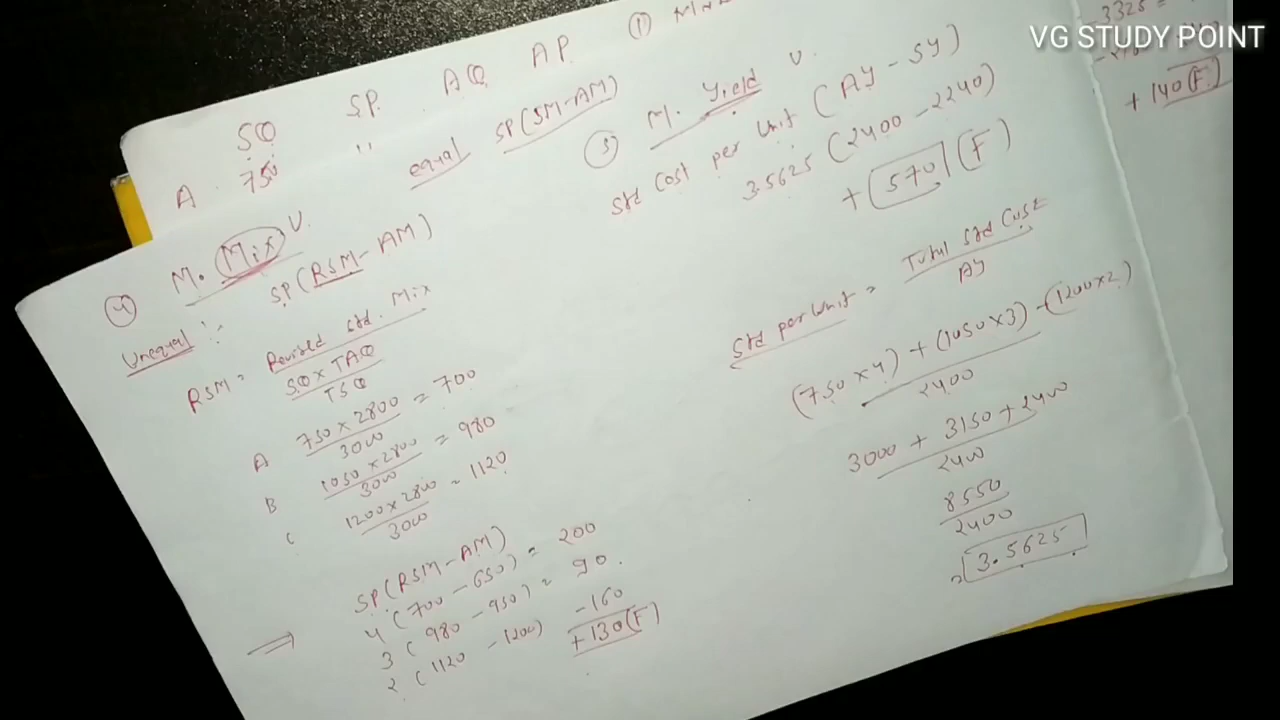 VG STUDY POINT
SQ SP. AQ AP. ①
A 750 "
equal SP(SM-AM)
-3325 =
+ 140(F)
④ M. Mix V.
Unequal :- SP(RSM-AM)
RSM = Revised std. Mix
SQ × TAQ
TSQ
A 750 × 2800 = 700
3000
B 1050 × 2800 = 980
3000
C 1200 × 2800 = 1120
3000
SP(RSM-AM)
⇒ 4 (700 - 650) = 200
3 (980 - 950) = 90.
2 (1120 - 1200) -160
+130(F)
③ M. Yield V.
Std Cost per Unit (AY - SY)
3.5625 (2400 - 2240)
+ 570 (F)
Std per Unit = Total Std Cost
AY
(750 × 4) + (1050 × 3) - (1200 × 2)
2400
3000 + 3150 + 2400
2400
8550
2400
= 3.5625